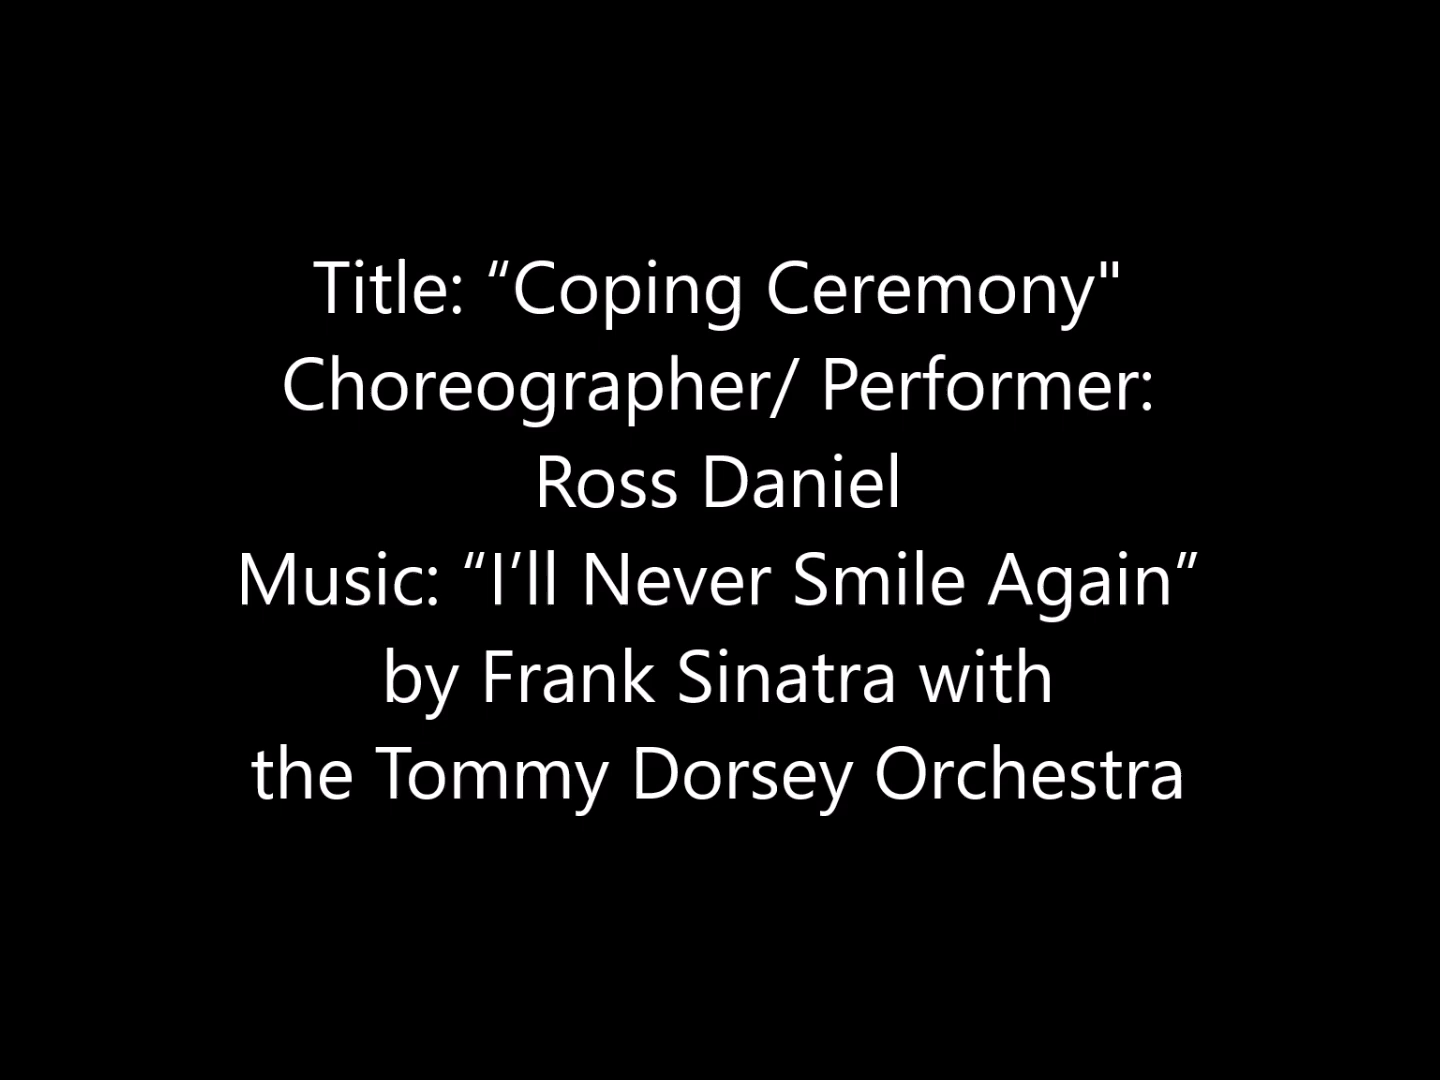 Title: “Coping Ceremony"
Choreographer/ Performer:
Ross Daniel
Music: “I’ll Never Smile Again”
by Frank Sinatra with
the Tommy Dorsey Orchestra